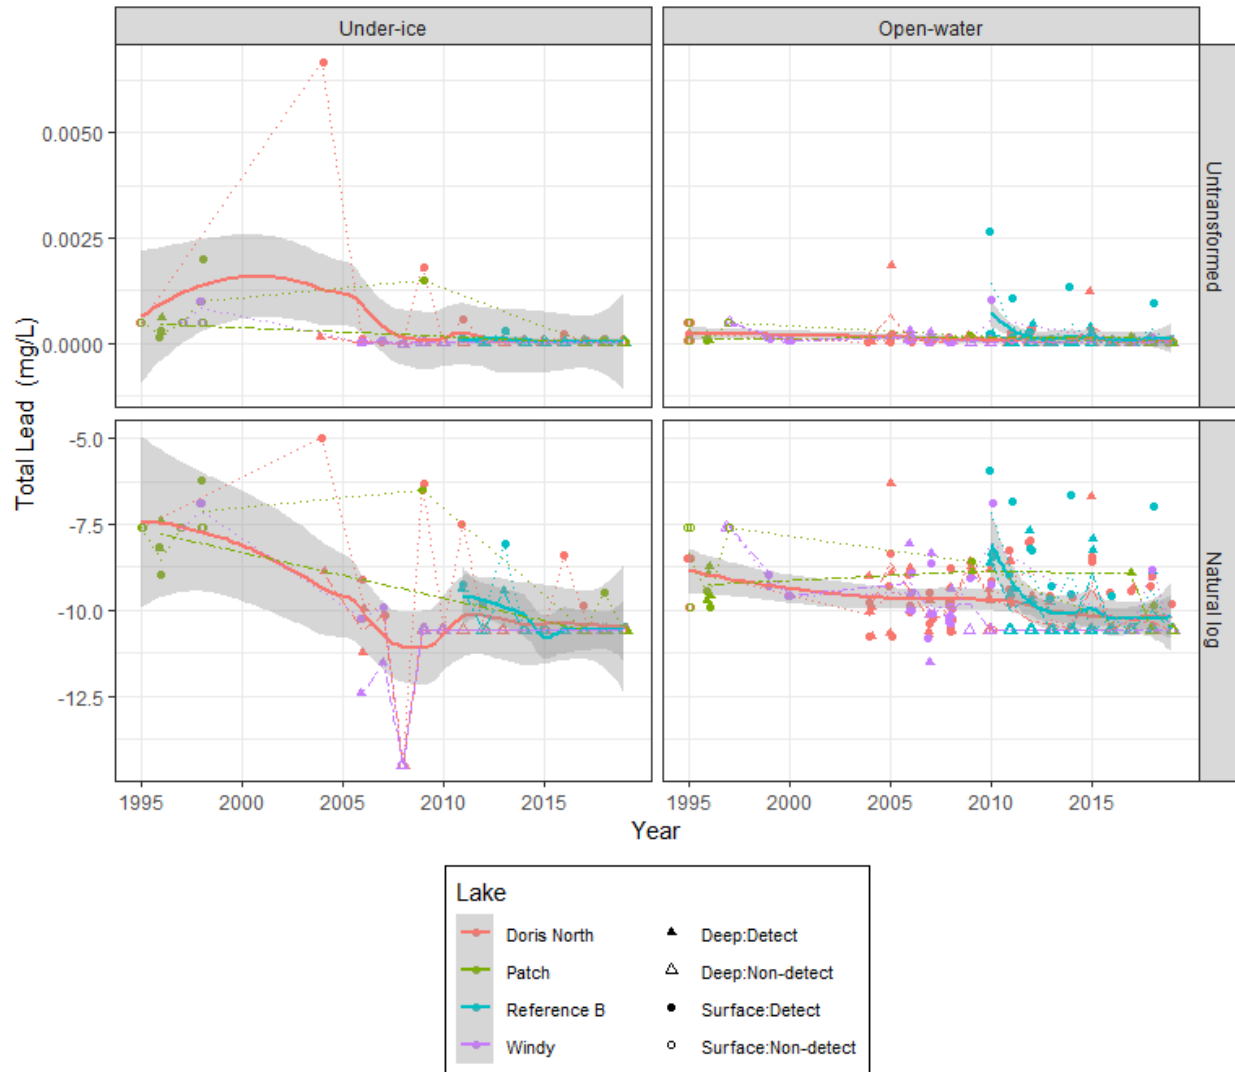 Under-ice
Open-water
Untransformed
0.0050
0.0025
0.0000
Total Lead (mg/L)
Natural log
-5.0
-7.5
-10.0
-12.5
1995 2000 2005 2010 2015
1995 2000 2005 2010 2015
Year
Lake
Doris North
Patch
Reference B
Windy
Deep:Detect
Deep:Non-detect
Surface:Detect
Surface:Non-detect